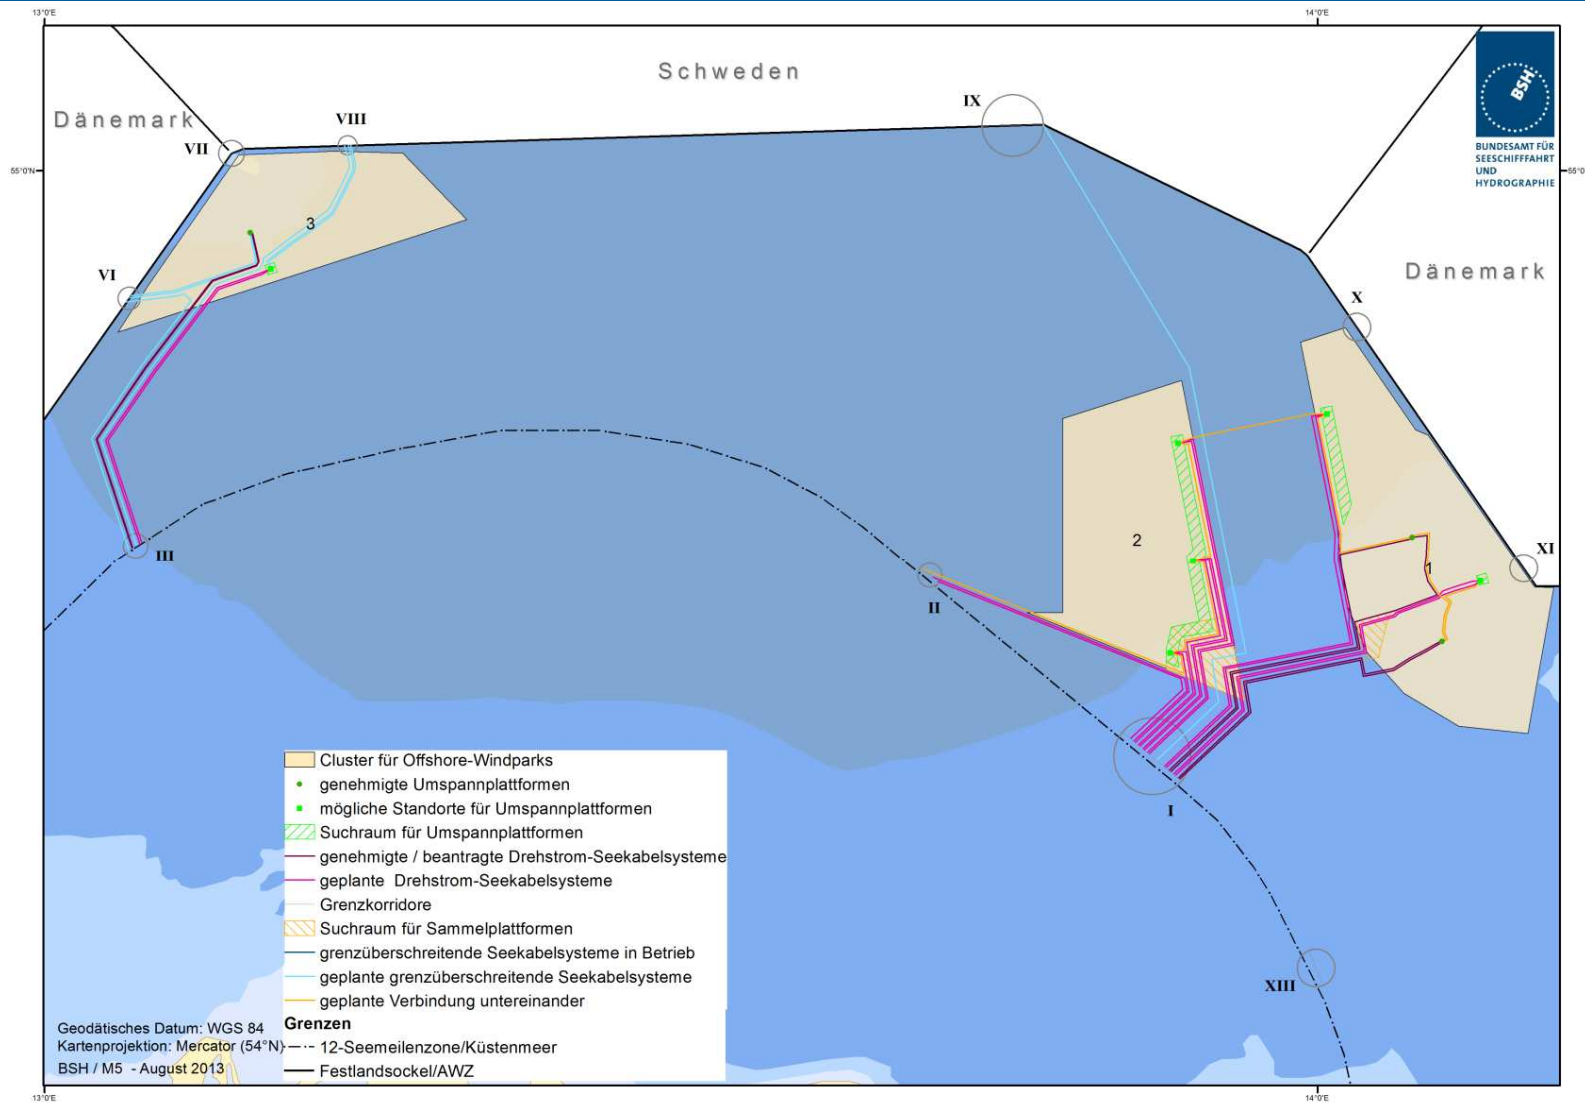 13°0'E
14°0'E
Schweden
IX
BSH
Dänemark
VIII
VII
BUNDESAMT FÜR
SEESCHIFFFAHRT
UND
HYDROGRAPHIE
55°0'N
55°0
3
VI
Dänemark
X
2
XI
III
1
II
I
Cluster für Offshore-Windparks
genehmigte Umspannplattformen
mögliche Standorte für Umspannplattformen
Suchraum für Umspannplattformen
genehmigte / beantragte Drehstrom-Seekabelsysteme
geplante Drehstrom-Seekabelsysteme
Grenzkorridore
Suchraum für Sammelplattformen
grenzüberschreitende Seekabelsysteme in Betrieb
geplante grenzüberschreitende Seekabelsysteme
geplante Verbindung untereinander
Grenzen
12-Seemeilenzone/Küstenmeer
Festlandsockel/AWZ
XIII
Geodätisches Datum: WGS 84
Kartenprojektion: Mercator (54°N)
BSH / M5 - August 2013
13°0'E
14°0'E